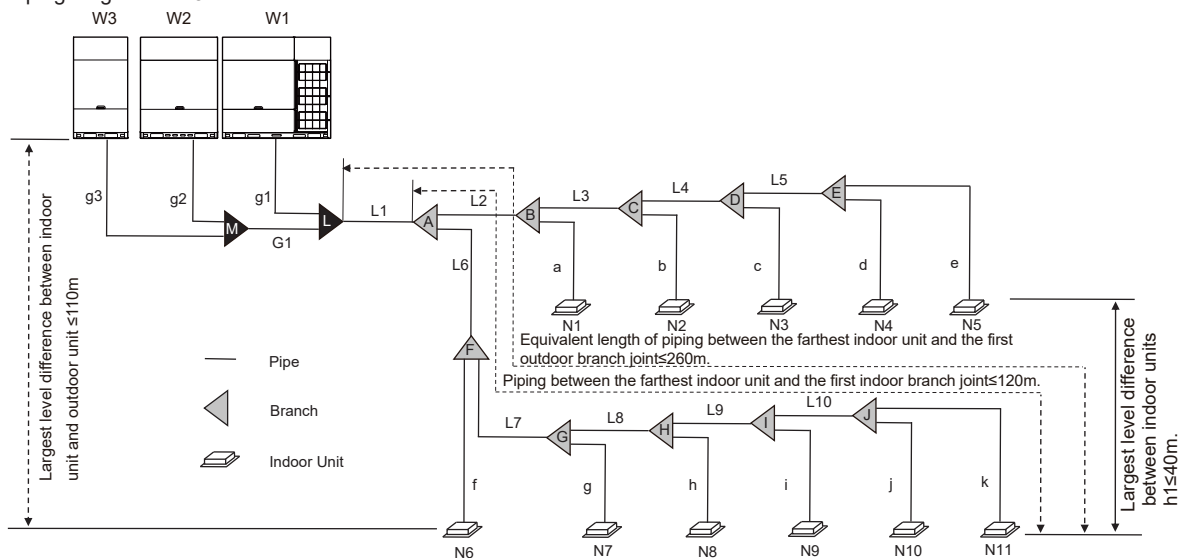 W3
W2
W1
g3
g2
g1
M
L
G1
L1
A
L2
B
L3
C
L4
D
L5
E
L6
a
b
c
d
e
N1
N2
N3
N4
N5
Largest level difference between indoor
unit and outdoor unit ≤110m
Equivalent length of piping between the farthest indoor unit and the first
outdoor branch joint≤260m.
Piping between the farthest indoor unit and the first indoor branch joint≤120m.
Largest level difference
between indoor units
h1≤40m.
Pipe
Branch
Indoor Unit
F
L7
G
L8
H
L9
I
L10
J
f
g
h
i
j
k
N6
N7
N8
N9
N10
N11